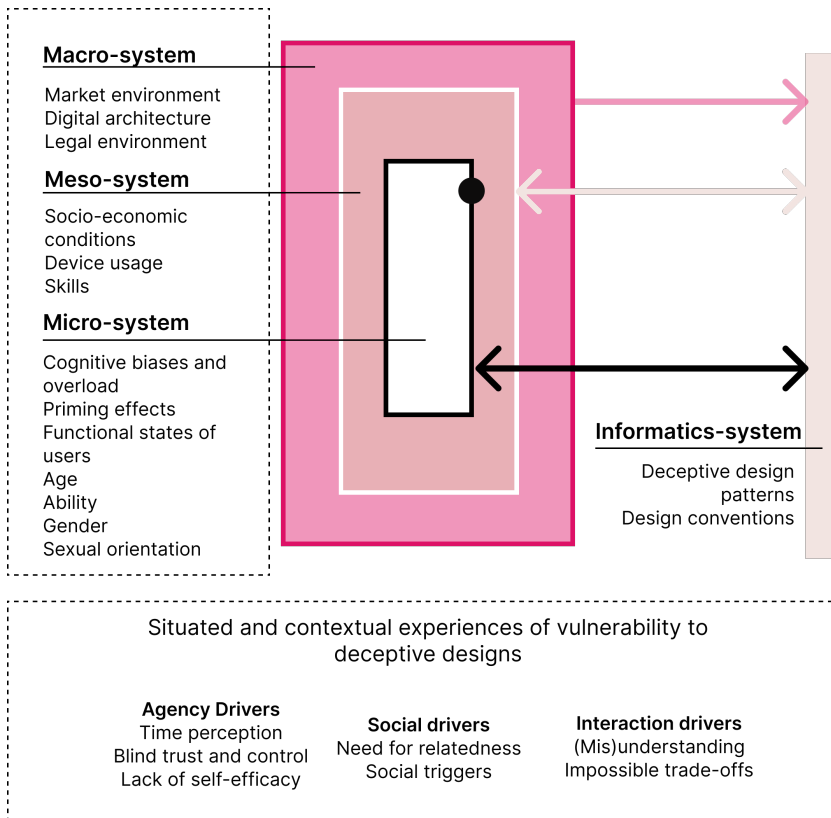 Macro-system
Market environment
Digital architecture
Legal environment
Meso-system
Socio-economic
conditions
Device usage
Skills
Micro-system
Cognitive biases and
overload
Priming effects
Functional states of
users
Age
Ability
Gender
Sexual orientation
Informatics-system
Deceptive design
patterns
Design conventions
Situated and contextual experiences of vulnerability to
deceptive designs
Agency Drivers
Time perception
Blind trust and control
Lack of self-efficacy
Social drivers
Need for relatedness
Social triggers
Interaction drivers
(Mis)understanding
Impossible trade-offs